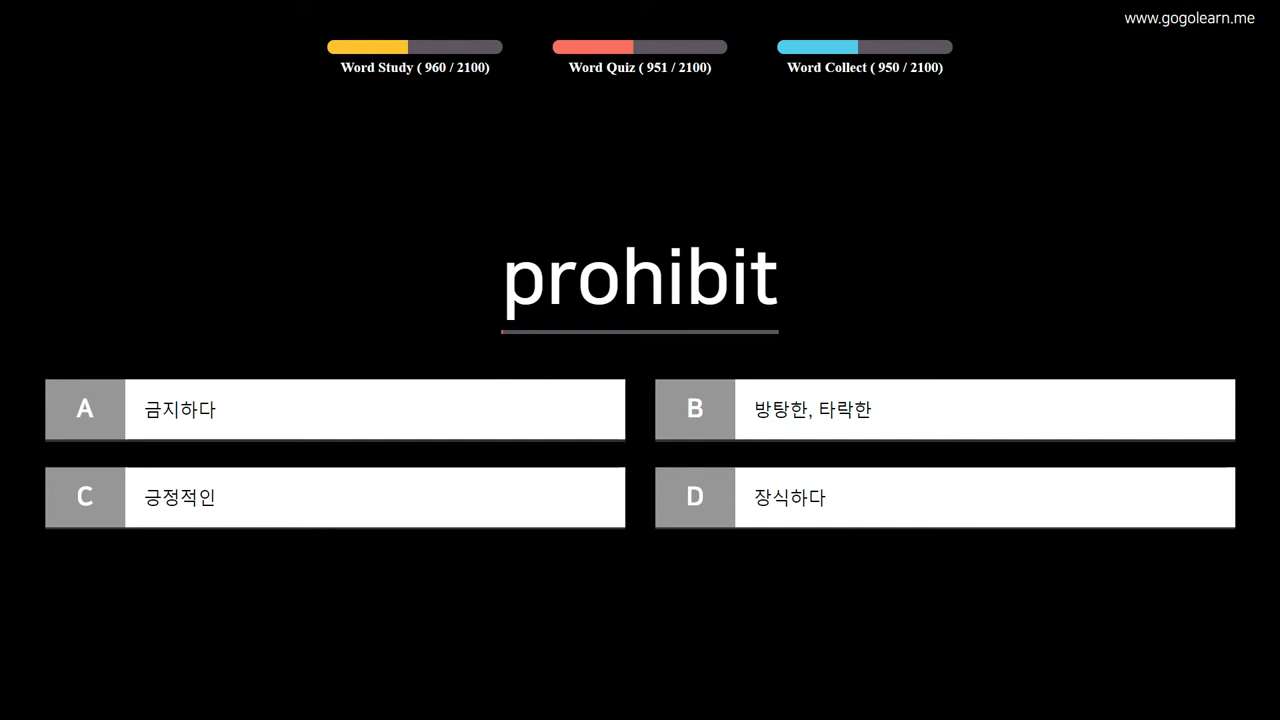 www.gogolearn.me
Word Study ( 960 / 2100)
Word Quiz ( 951 / 2100)
Word Collect ( 950 / 2100)
prohibit
A 금지하다
B 방탕한, 타락한
C 긍정적인
D 장식하다